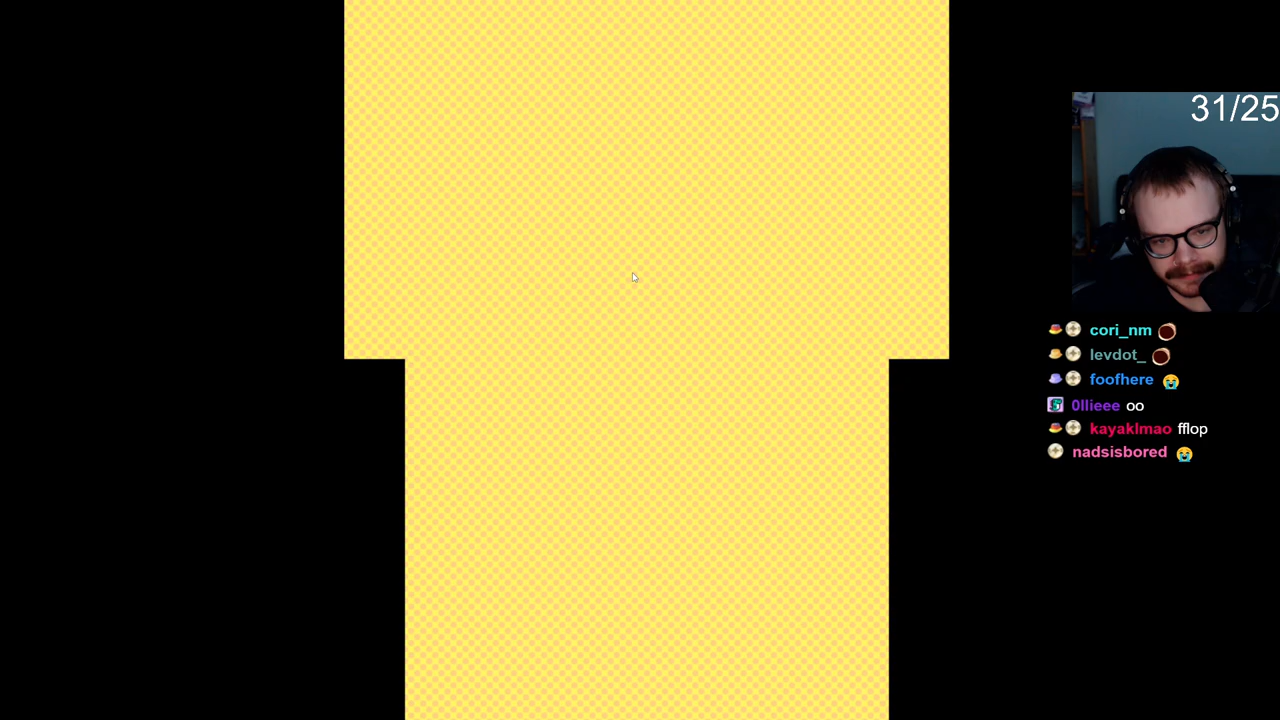 31/25
cori_nm
levdot_
foofhere
0llieee oo
kayaklmao fflop
nadsisbored